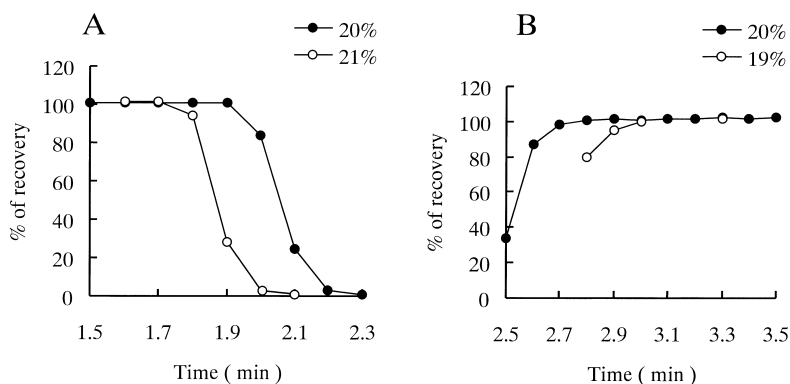 A
20%
21%
120
100
80
60
40
20
0
% of recovery
1.5 1.7 1.9 2.1 2.3
Time ( min )
B
20%
19%
120
100
80
60
40
20
0
% of recovery
2.5 2.7 2.9 3.1 3.3 3.5
Time ( min )